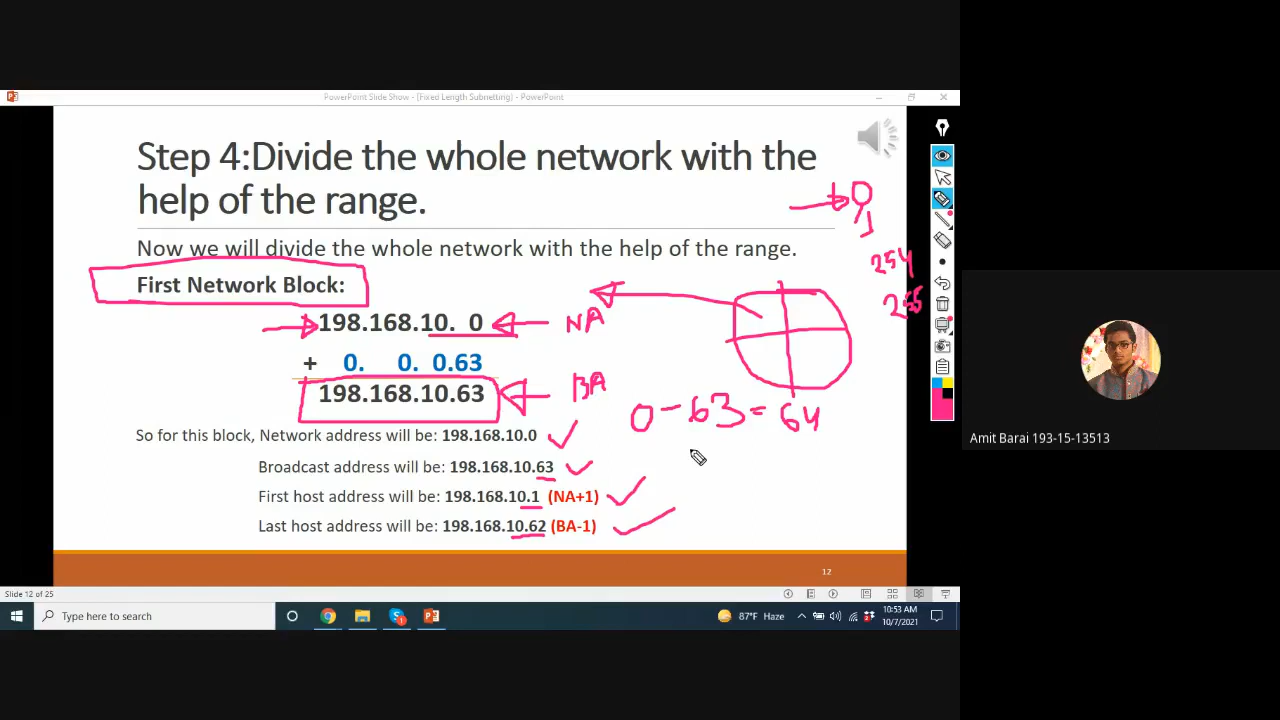 PowerPoint Slide Show - [Fixed Length Subnetting] - PowerPoint
Step 4:Divide the whole network with the
help of the range.
Now we will divide the whole network with the help of the range.
First Network Block:
198.168.10. 0
NA
+ 0. 0. 0.63
198.168.10.63
BA
0-63=64
1
254
255
So for this block, Network address will be: 198.168.10.0
Broadcast address will be: 198.168.10.63
First host address will be: 198.168.10.1 (NA+1)
Last host address will be: 198.168.10.62 (BA-1)
12
Slide 12 of 25
Type here to search
87°F Haze
10:53 AM
10/7/2021
Amit Barai 193-15-13513